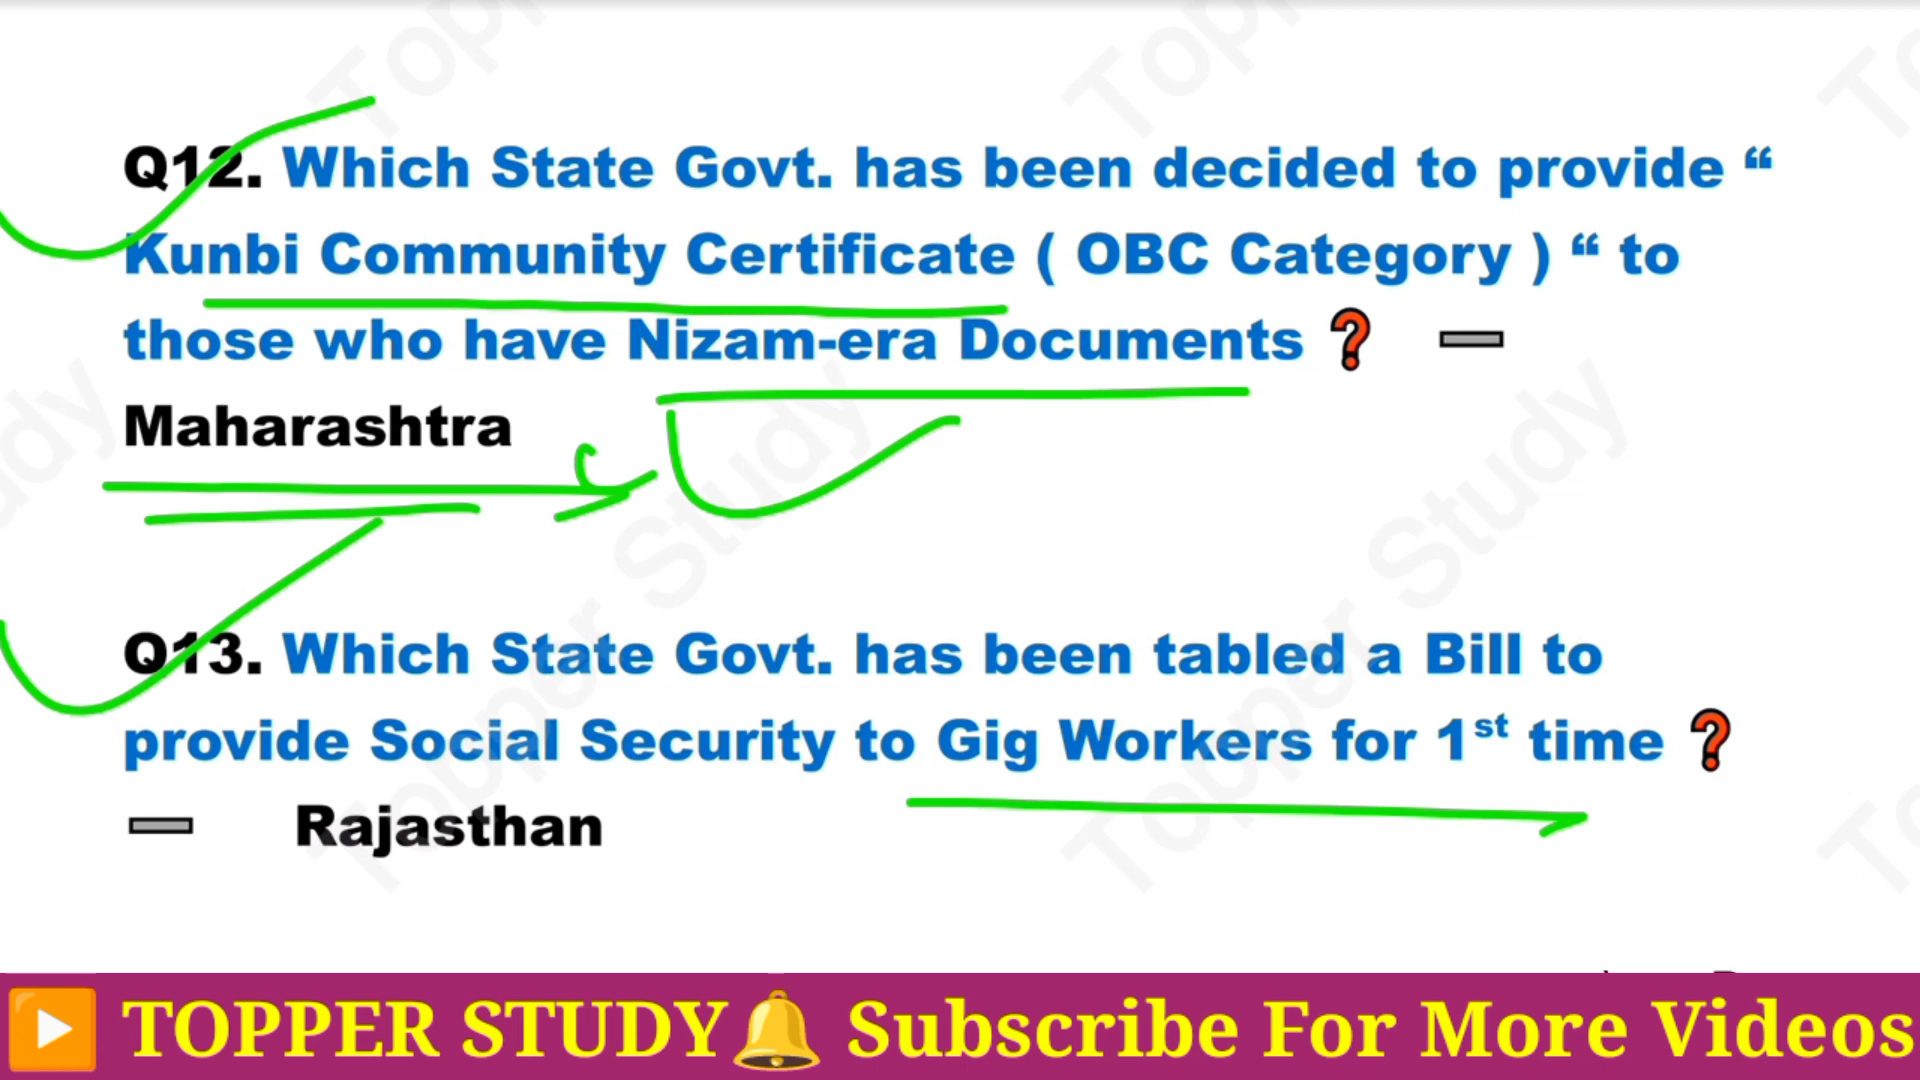 Q12. Which State Govt. has been decided to provide “
Kunbi Community Certificate ( OBC Category ) “ to
those who have Nizam-era Documents ❓ ➖
Maharashtra
Q13. Which State Govt. has been tabled a Bill to
provide Social Security to Gig Workers for 1st time ❓
➖ Rajasthan
Topper Study
▶️ TOPPER STUDY🔔 Subscribe For More Videos